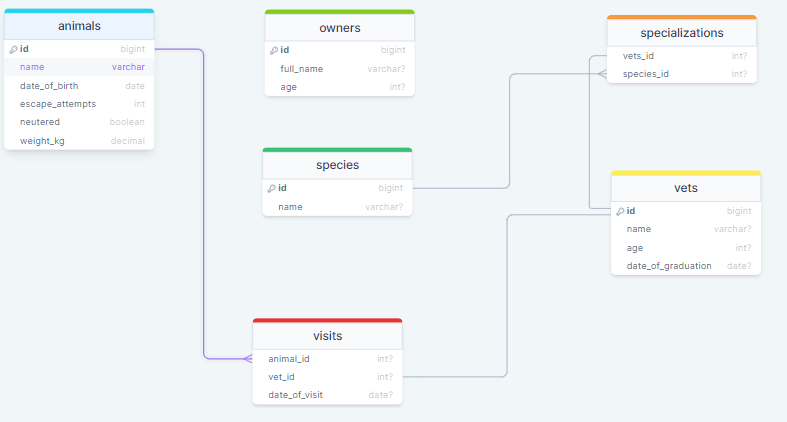 animals
id bigint
name varchar
date_of_birth date
escape_attempts int
neutered boolean
weight_kg decimal
owners
id bigint
full_name varchar?
age int?
specializations
vets_id int?
species_id int?
species
id bigint
name varchar?
vets
id bigint
name varchar?
age int?
date_of_graduation date?
visits
animal_id int?
vet_id int?
date_of_visit date?